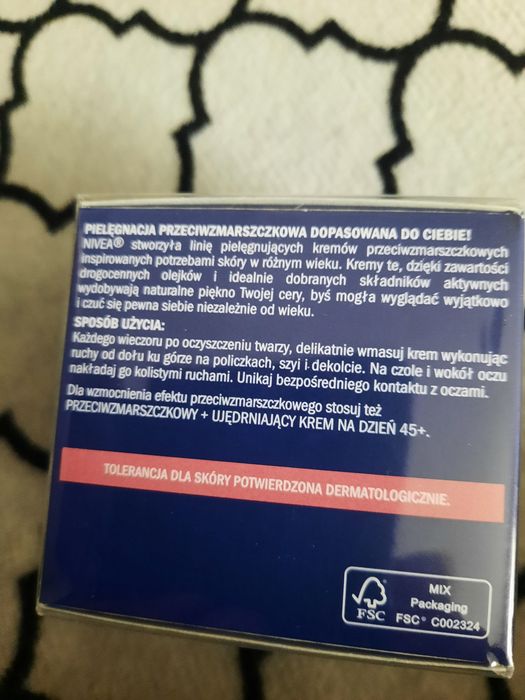 PIELĘGNACJA PRZECIWZMARSZCZKOWA DOPASOWANA DO CIEBIE!
NIVEA® stworzyła linię pielęgnujących kremów przeciwzmarszczkowych
inspirowanych potrzebami skóry w różnym wieku. Kremy te, dzięki zawartości
drogocennych olejków i idealnie dobranych składników aktywnych
wydobywają naturalne piękno Twojej cery, byś mogła wyglądać wyjątkowo
i czuć się pewna siebie niezależnie od wieku.
SPOSÓB UŻYCIA:
Każdego wieczoru po oczyszczeniu twarzy, delikatnie wmasuj krem wykonując
ruchy od dołu ku górze na policzkach, szyi i dekolcie. Na czole i wokół oczu
nakładaj go kolistymi ruchami. Unikaj bezpośredniego kontaktu z oczami.
Dla wzmocnienia efektu przeciwzmarszczkowego stosuj też
PRZECIWZMARSZCZKOWY + UJĘDRNIAJĄCY KREM NA DZIEŃ 45+.
TOLERANCJA DLA SKÓRY POTWIERDZONA DERMATOLOGICZNIE.
MIX
Packaging
FSC® C002324
FSC